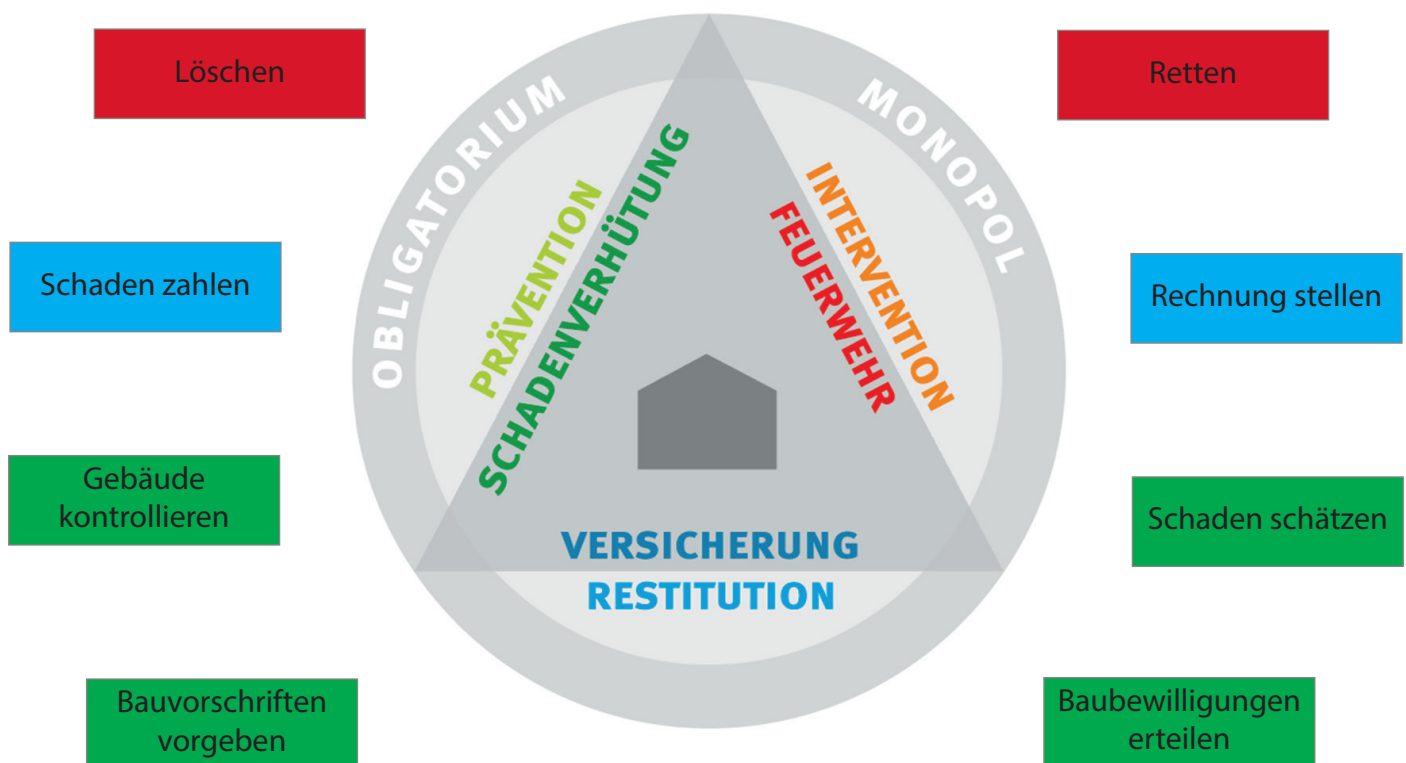 Löschen
Retten
OBLIGATORIUM
MONOPOL
PRÄVENTION
SCHADENVERHÜTUNG
INTERVENTION
FEUERWEHR
Schaden zahlen
Rechnung stellen
Gebäude
kontrollieren
Schaden schätzen
VERSICHERUNG
RESTITUTION
Bauvorschriften
vorgeben
Baubewilligungen
erteilen